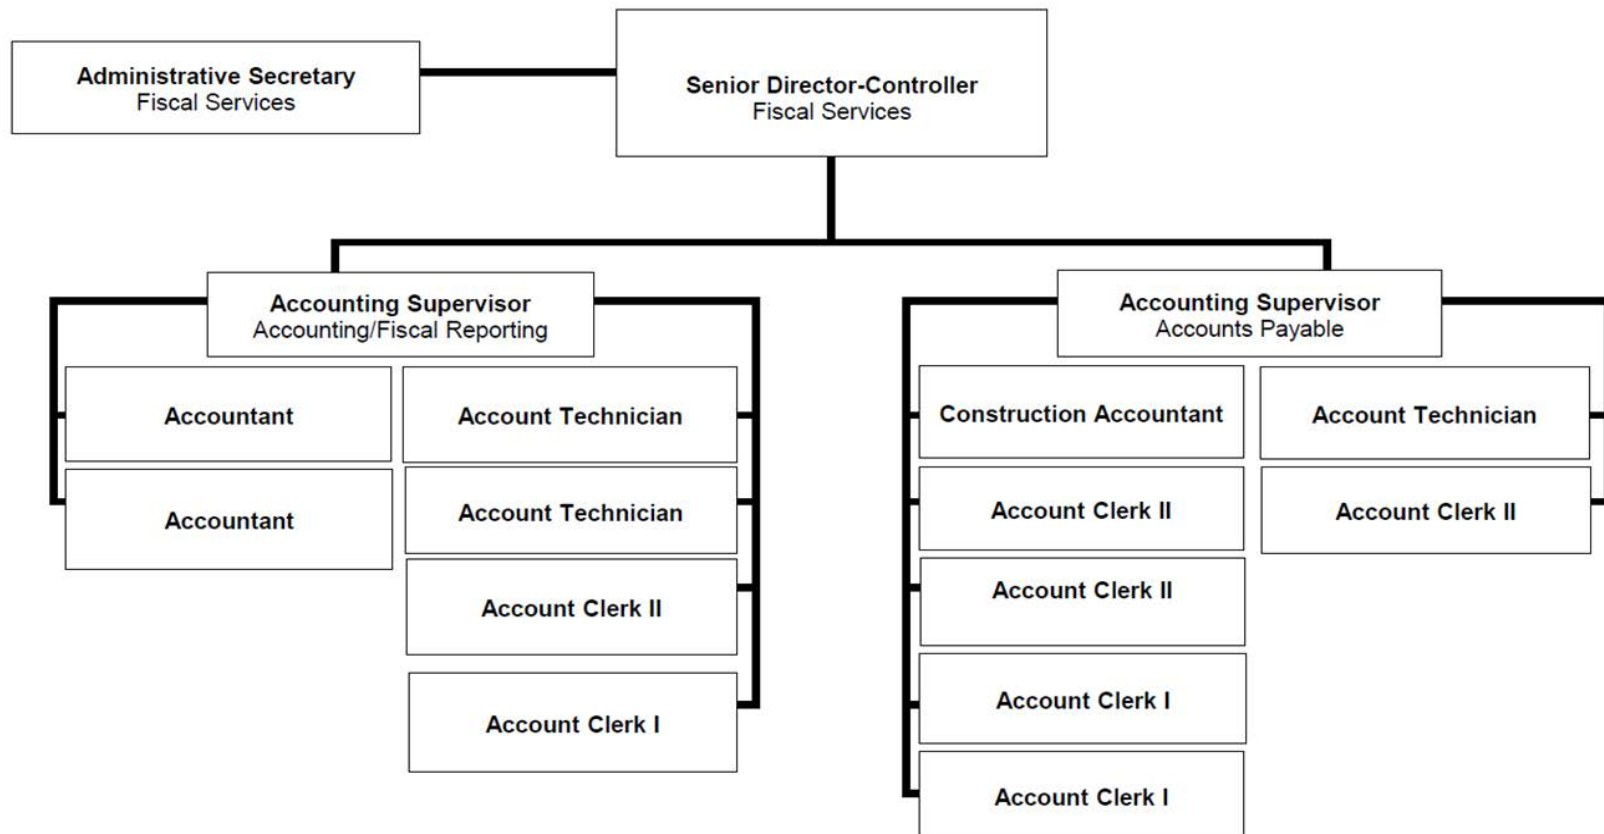 Administrative Secretary
Fiscal Services
Senior Director-Controller
Fiscal Services
Accounting Supervisor
Accounting/Fiscal Reporting
Accountant
Accountant
Account Technician
Account Technician
Account Clerk II
Account Clerk I
Accounting Supervisor
Accounts Payable
Construction Accountant
Account Clerk II
Account Clerk II
Account Clerk I
Account Clerk I
Account Technician
Account Clerk II